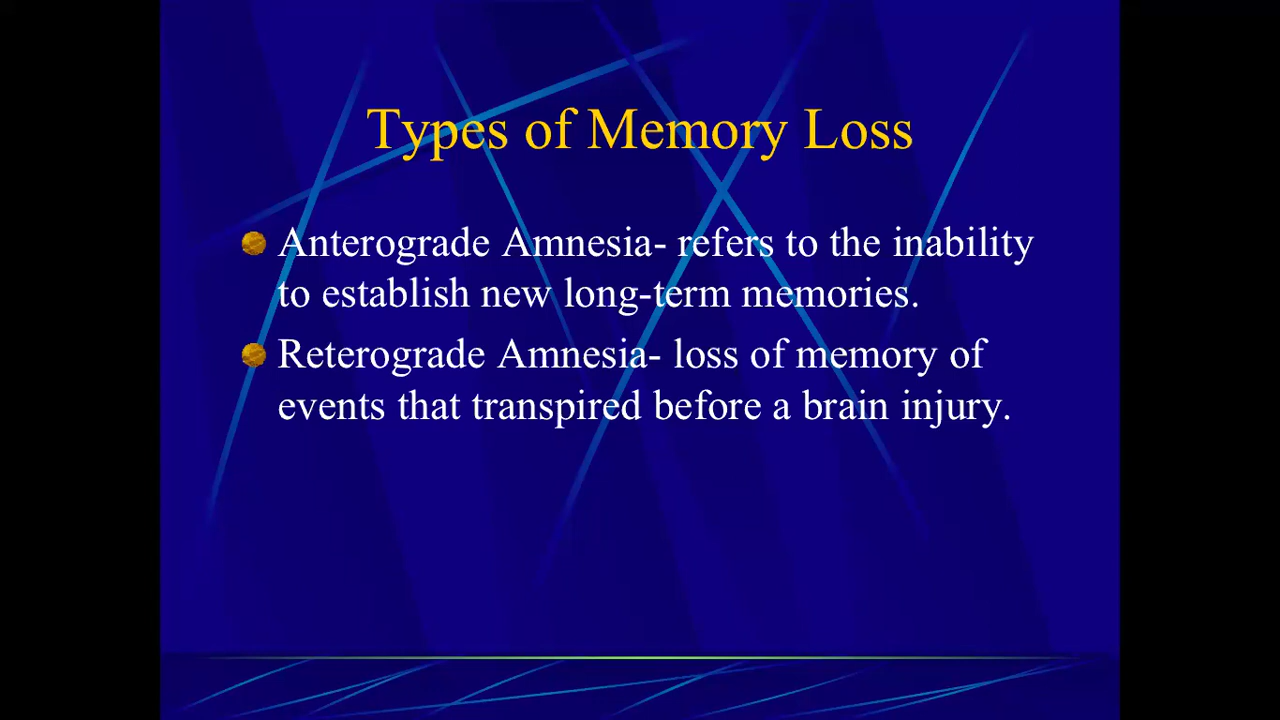 Types of Memory Loss
Anterograde Amnesia- refers to the inability
to establish new long-term memories.
Reterograde Amnesia- loss of memory of
events that transpired before a brain injury.